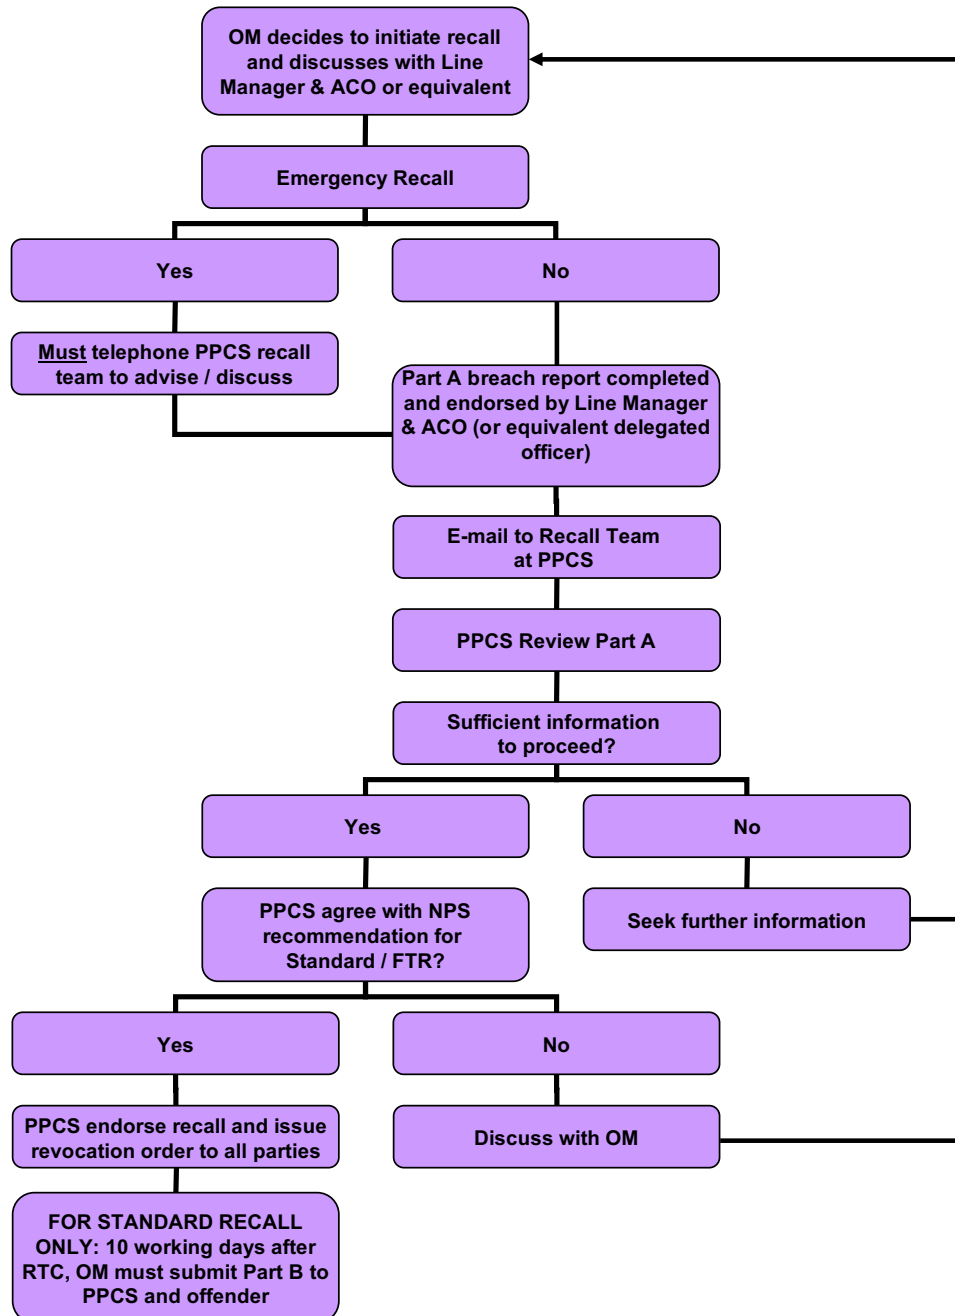 OM decides to initiate recall
and discusses with Line
Manager & ACO or equivalent
Emergency Recall
Yes
No
Must telephone PPCS recall
team to advise / discuss
Part A breach report completed
and endorsed by Line Manager
& ACO (or equivalent delegated
officer)
E-mail to Recall Team
at PPCS
PPCS Review Part A
Sufficient information
to proceed?
Yes
No
PPCS agree with NPS
recommendation for
Standard / FTR?
Seek further information
Yes
No
PPCS endorse recall and issue
revocation order to all parties
Discuss with OM
FOR STANDARD RECALL
ONLY: 10 working days after
RTC, OM must submit Part B to
PPCS and offender